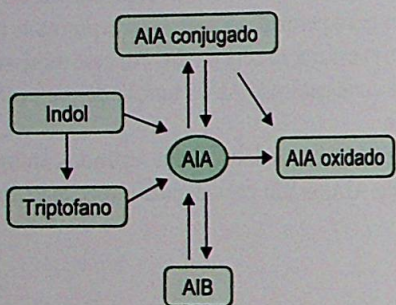 AIA conjugado
Indol
AIA
AIA oxidado
Triptofano
AIB